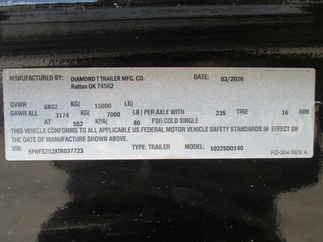 MANUFACTURED BY: DIAMOND T TRAILER MFG. CO. DATE: 03/2020
Rattan OK 74562
GVWR 6802 KG( 15000 LB)
GAWR ALL 3174 KG( 7000 LB) PER AXLE WITH 235 TIRE 16 RIM
AT 552 KPA( 80 PSI) COLD SINGLE
THIS VEHICLE CONFORMS TO ALL APPLICABLE US FEDERAL MOTOR VEHICLE SAFETY STANDARDS IN EFFECT ON
THE DATE OF MANUFACTURE SHOWN ABOVE.
VIN: TYPE: TRAILER MODEL: